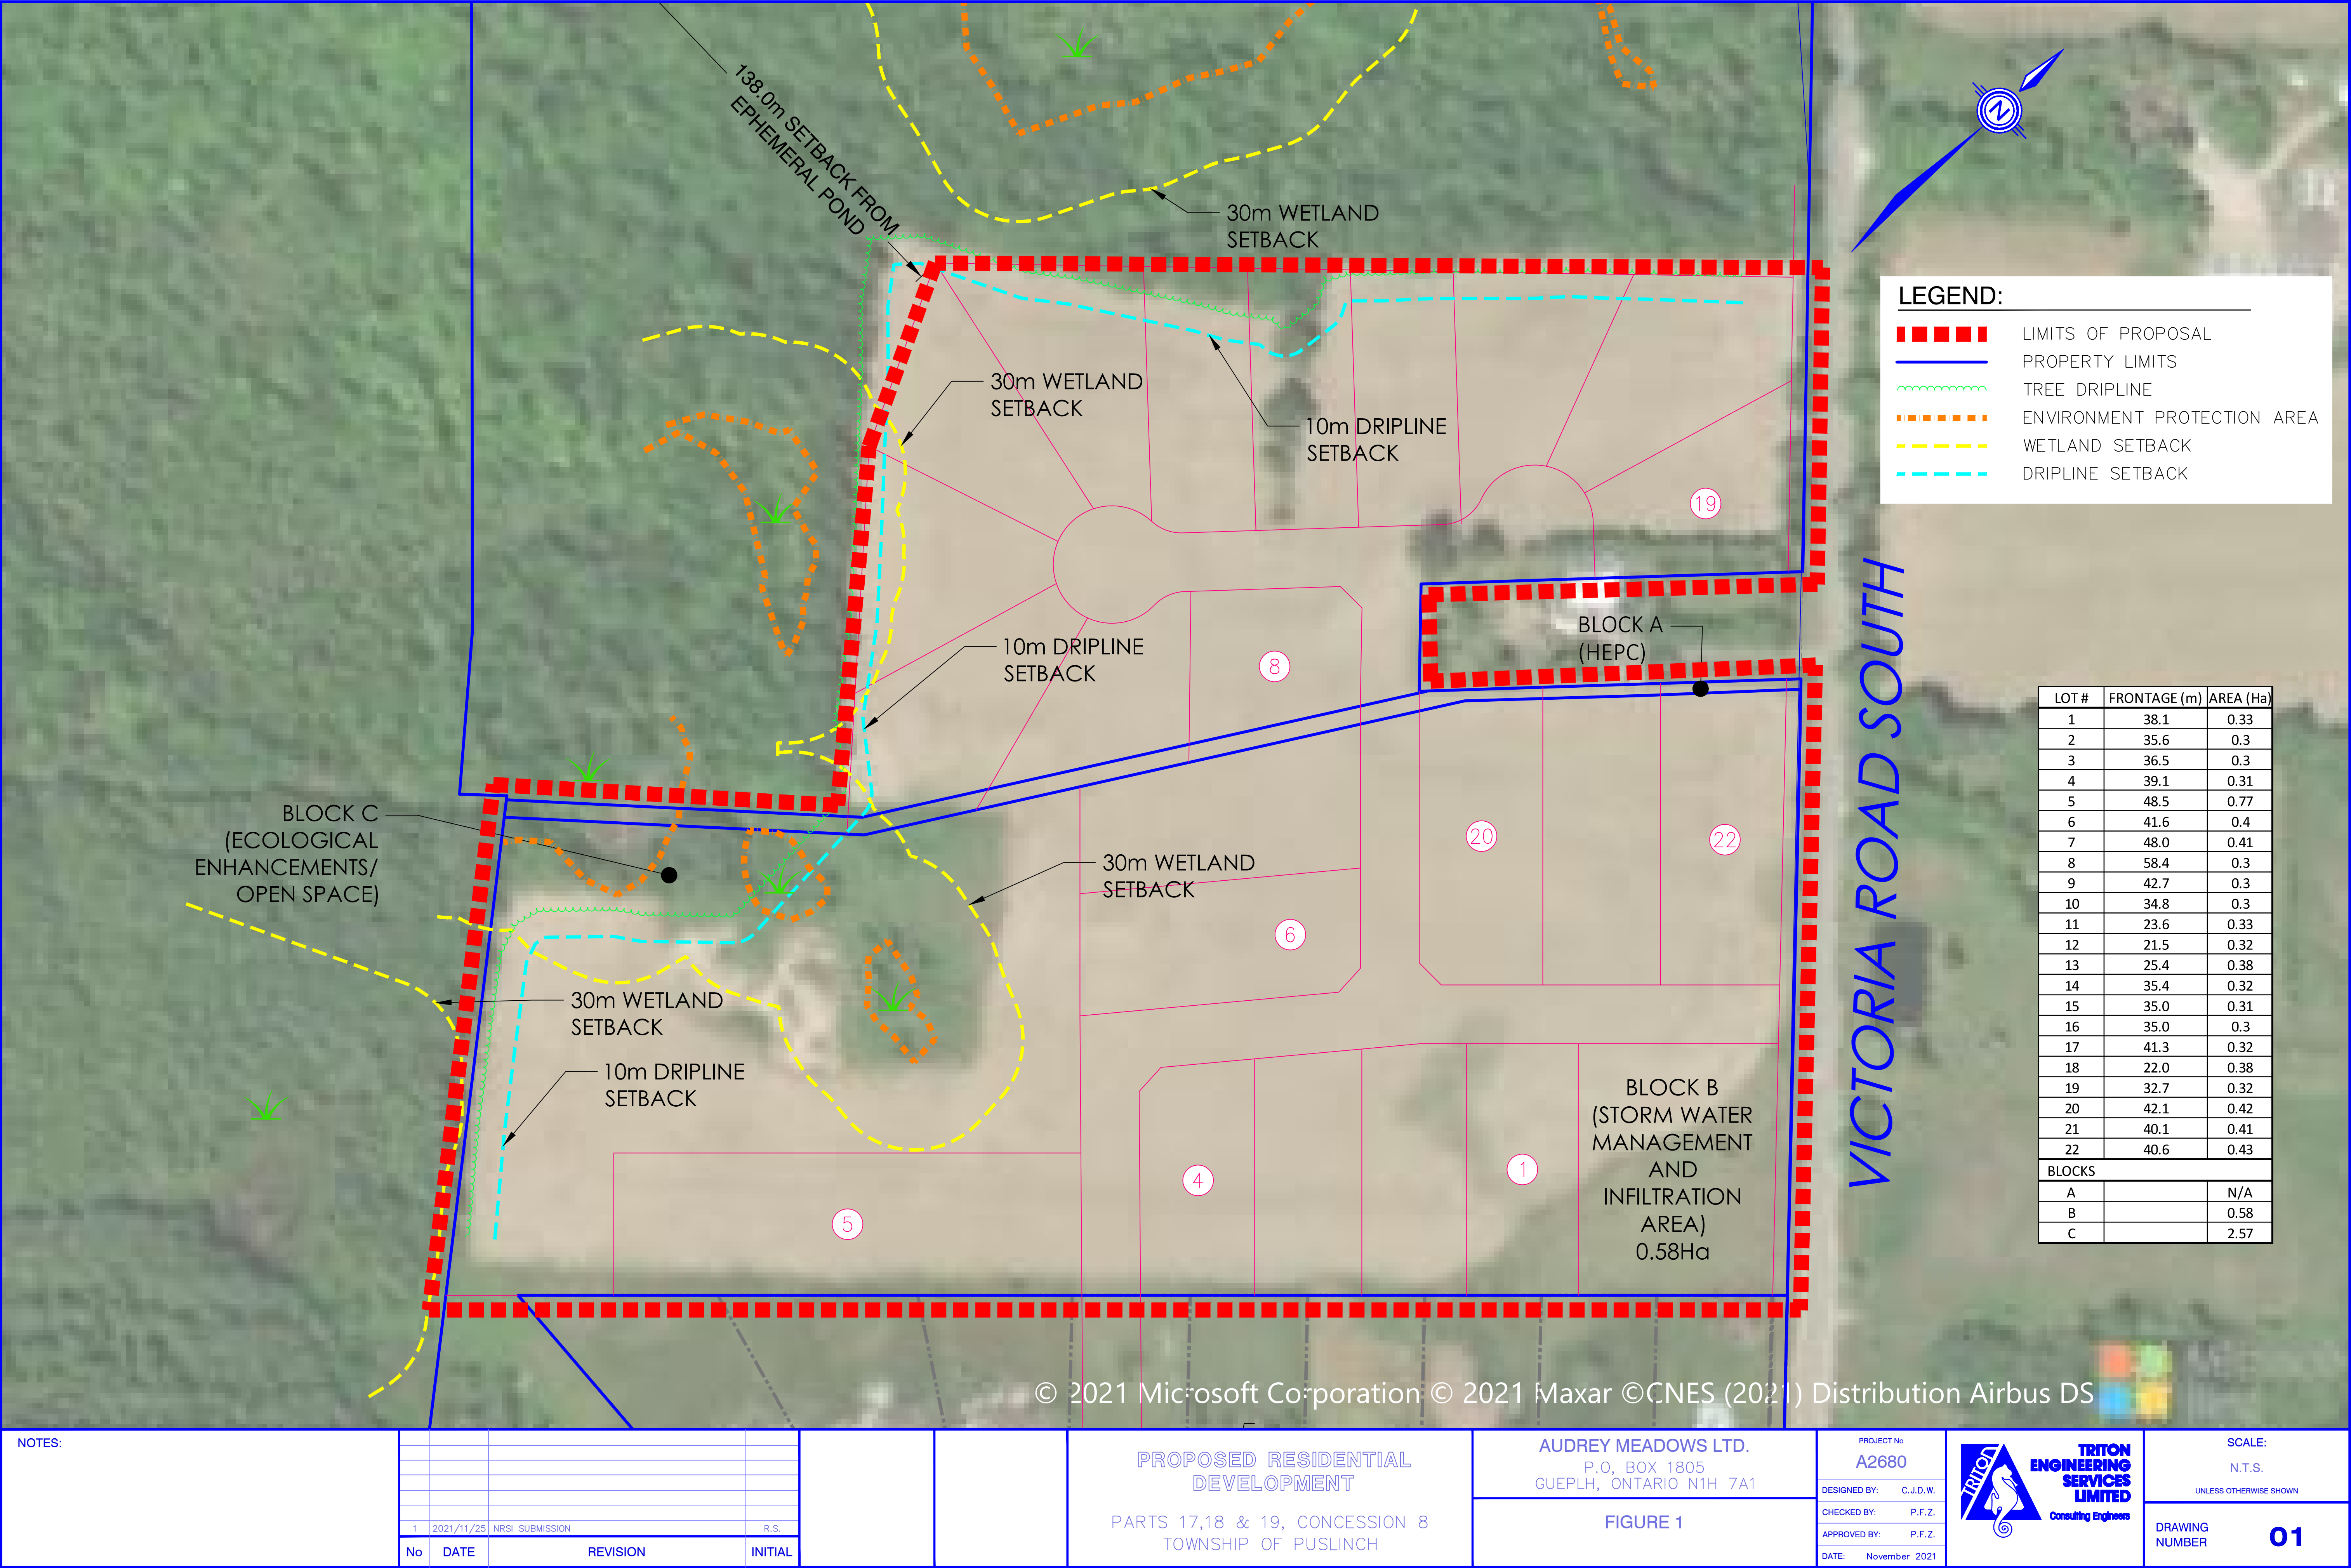 138.0m SETBACK FROM
EPHEMERAL POND
30m WETLAND
SETBACK
30m WETLAND
SETBACK
10m DRIPLINE
SETBACK
10m DRIPLINE
SETBACK
30m WETLAND
SETBACK
30m WETLAND
SETBACK
10m DRIPLINE
SETBACK
BLOCK C
(ECOLOGICAL
ENHANCEMENTS/
OPEN SPACE)
BLOCK A
(HEPC)
BLOCK B
(STORM WATER
MANAGEMENT
AND
INFILTRATION
AREA)
0.58Ha
19
8
20
22
6
4
1
5
VICTORIA ROAD SOUTH
N
LEGEND:
LIMITS OF PROPOSAL
PROPERTY LIMITS
TREE DRIPLINE
ENVIRONMENT PROTECTION AREA
WETLAND SETBACK
DRIPLINE SETBACK
LOT # FRONTAGE (m) AREA (Ha)
1 38.1 0.33
2 35.6 0.3
3 36.5 0.3
4 39.1 0.31
5 48.5 0.77
6 41.6 0.4
7 48.0 0.41
8 58.4 0.3
9 42.7 0.3
10 34.8 0.3
11 23.6 0.33
12 21.5 0.32
13 25.4 0.38
14 35.4 0.32
15 35.0 0.31
16 35.0 0.3
17 41.3 0.32
18 22.0 0.38
19 32.7 0.32
20 42.1 0.42
21 40.1 0.41
22 40.6 0.43
BLOCKS
A N/A
B 0.58
C 2.57
© 2021 Microsoft Corporation © 2021 Maxar ©CNES (2021) Distribution Airbus DS
NOTES:
1 2021/11/25 NRSI SUBMISSION R.S.
No DATE REVISION INITIAL
PROPOSED RESIDENTIAL
DEVELOPMENT
PARTS 17,18 & 19, CONCESSION 8
TOWNSHIP OF PUSLINCH
AUDREY MEADOWS LTD.
P.O, BOX 1805
GUEPLH, ONTARIO N1H 7A1
FIGURE 1
PROJECT No
A2680
DESIGNED BY: C.J.D.W.
CHECKED BY: P.F.Z.
APPROVED BY: P.F.Z.
DATE: November 2021
TRITON
TRITON
ENGINEERING
SERVICES
LIMITED
Consulting Engineers
SCALE:
N.T.S.
UNLESS OTHERWISE SHOWN
DRAWING
NUMBER 01